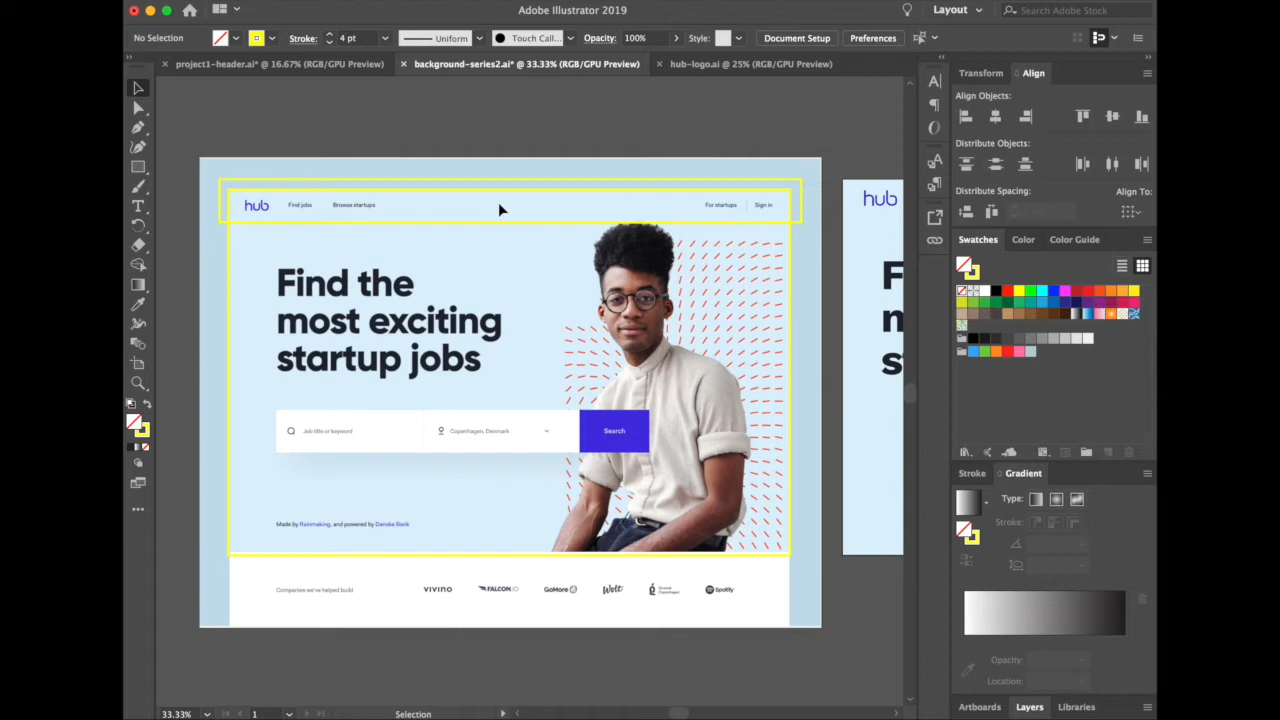 Adobe Illustrator 2019
Layout
Search Adobe Stock
No Selection
Stroke:
4 pt
Uniform
Touch Call...
Opacity:
100%
Style:
Document Setup
Preferences
project1-header.ai* @ 16.67% (RGB/GPU Preview)
background-series2.ai* @ 33.33% (RGB/GPU Preview)
hub-logo.ai @ 25% (RGB/GPU Preview)
Transform
Align
Align Objects:
Distribute Objects:
Distribute Spacing:
Align To:
Swatches
Color
Color Guide
Stroke
Gradient
Type:
Stroke:
Opacity:
Location:
Artboards
Layers
Libraries
hub
Find jobs
Browse startups
For startups
Sign in
Find the
most exciting
startup jobs
Job title or keyword
Copenhagen, Denmark
Search
Made by Rainmaking, and powered by Danske Bank
Companies we've helped build
VIVINO
FALCON.IO
GoMore
Wolt
Spotify
hub
F
m
st
33.33%
1
Selection